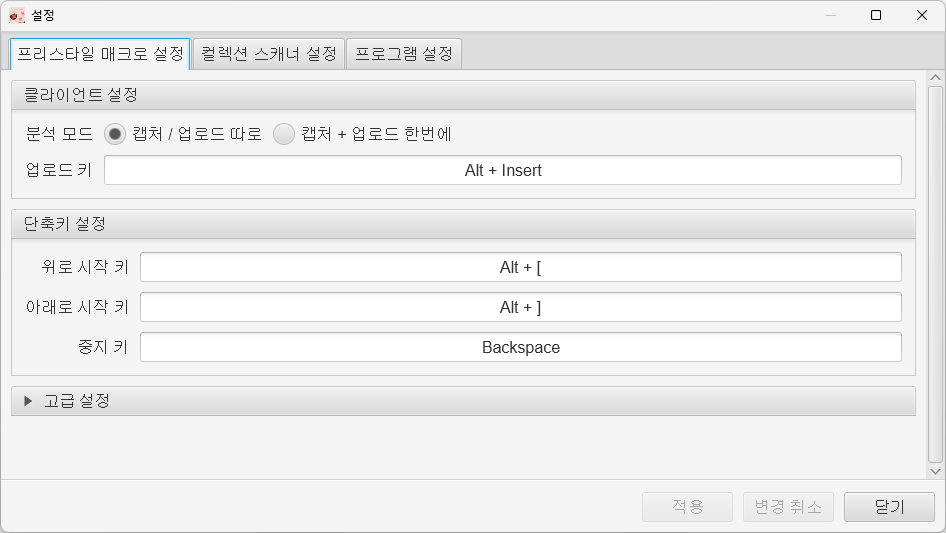 설정
프리스타일 매크로 설정 컬렉션 스캐너 설정 프로그램 설정
클라이언트 설정
분석 모드 캡처 / 업로드 따로 캡처 + 업로드 한번에
업로드 키 Alt + Insert
단축키 설정
위로 시작 키 Alt + [
아래로 시작 키 Alt + ]
중지 키 Backspace
고급 설정
적용 변경 취소 닫기